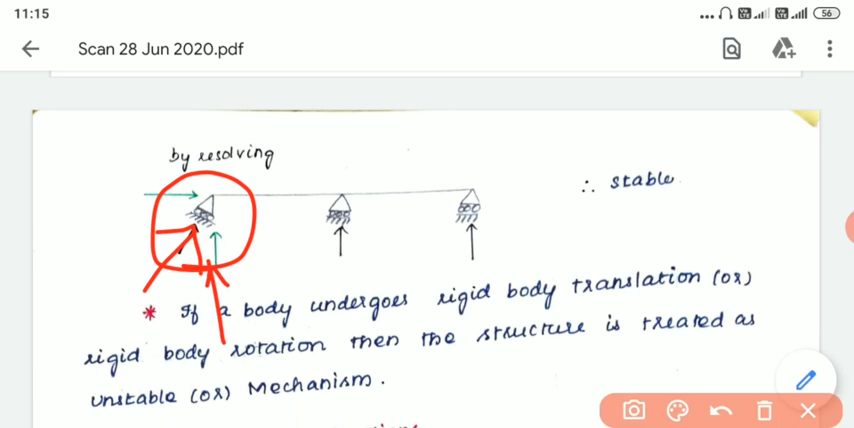 11:15
56
Scan 28 Jun 2020.pdf
by resolving
∴ stable
* If a body undergoes rigid body translation (or)
rigid body rotation then the structure is treated as
unstable (or) Mechanism.